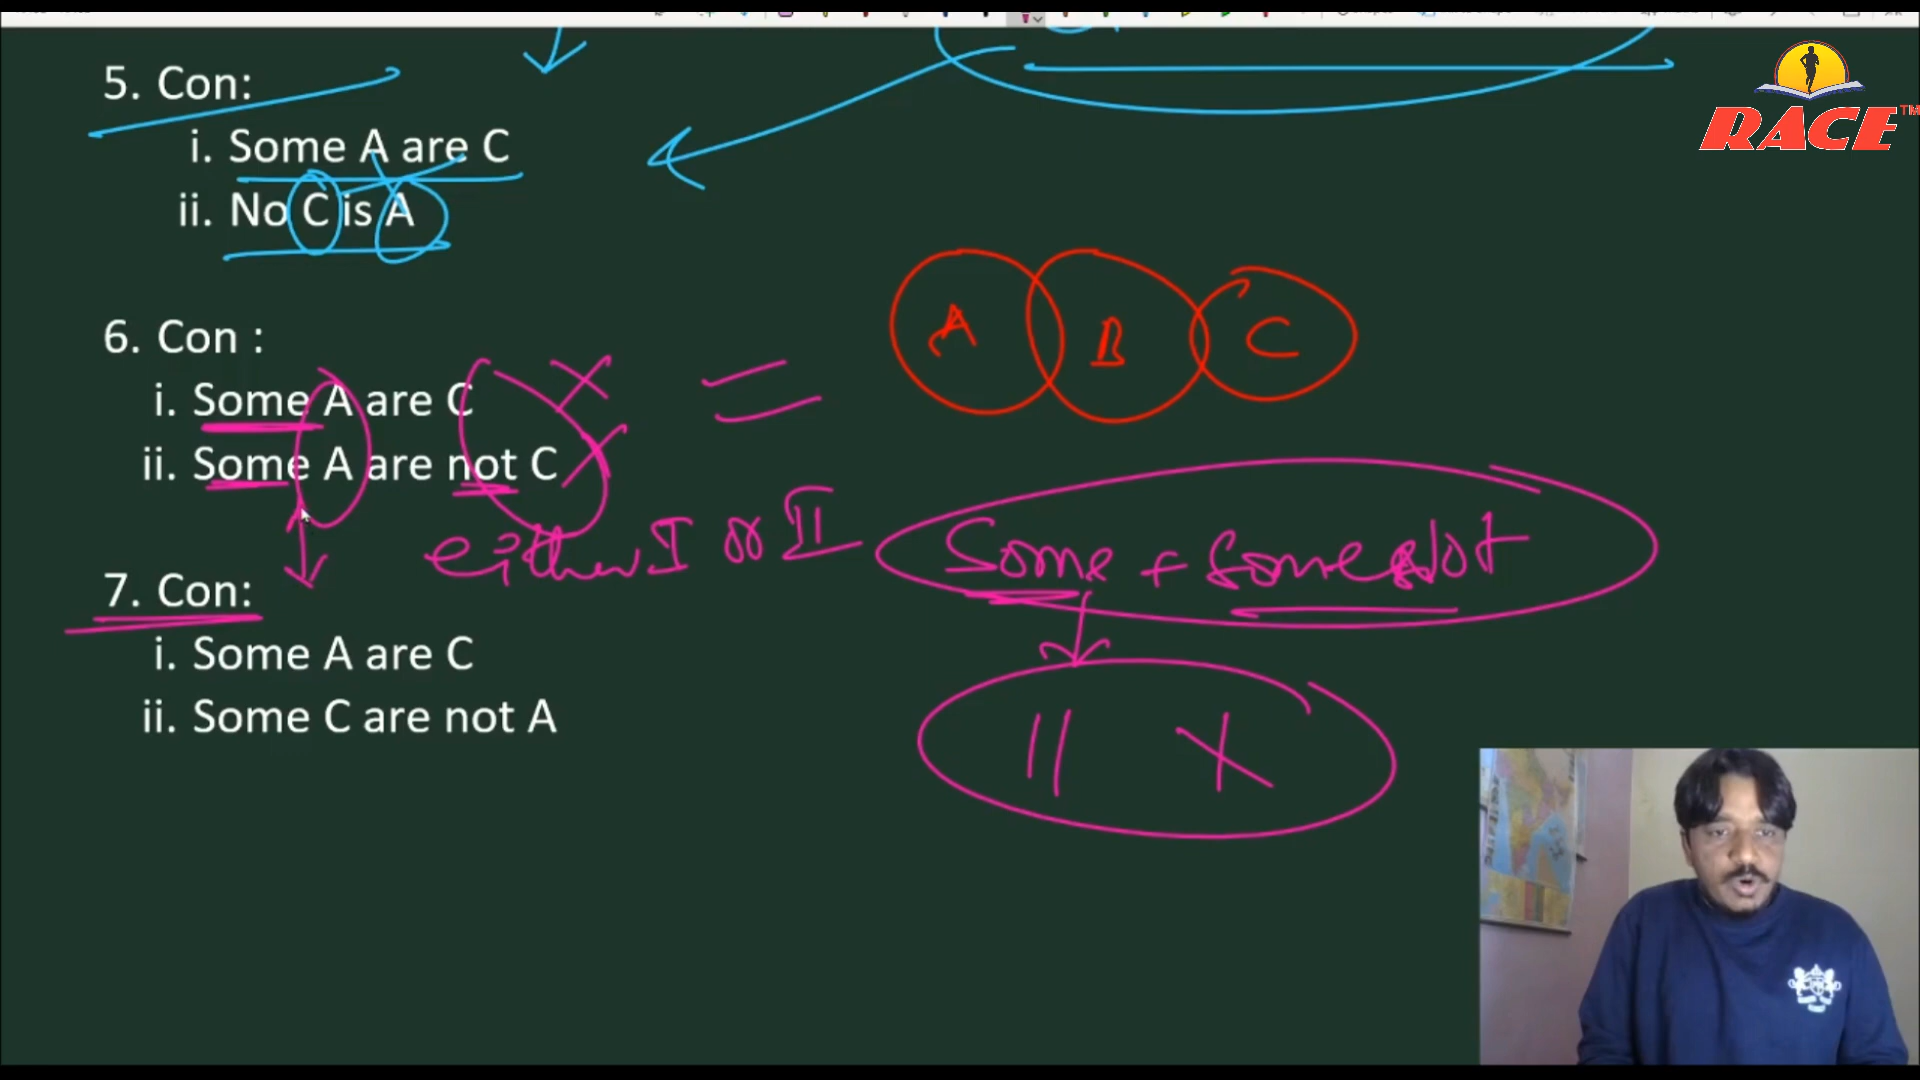 5. Con:
i. Some A are C
ii. No C is A
RACE™
A B C
6. Con :
i. Some A are C
ii. Some A are not C
either I or II
Some + Some Not
7. Con:
i. Some A are C
ii. Some C are not A